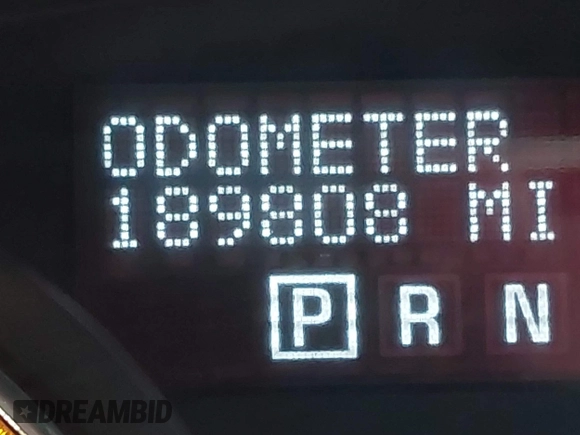 ODOMETER
189808 MI
P R N
DREAMBID